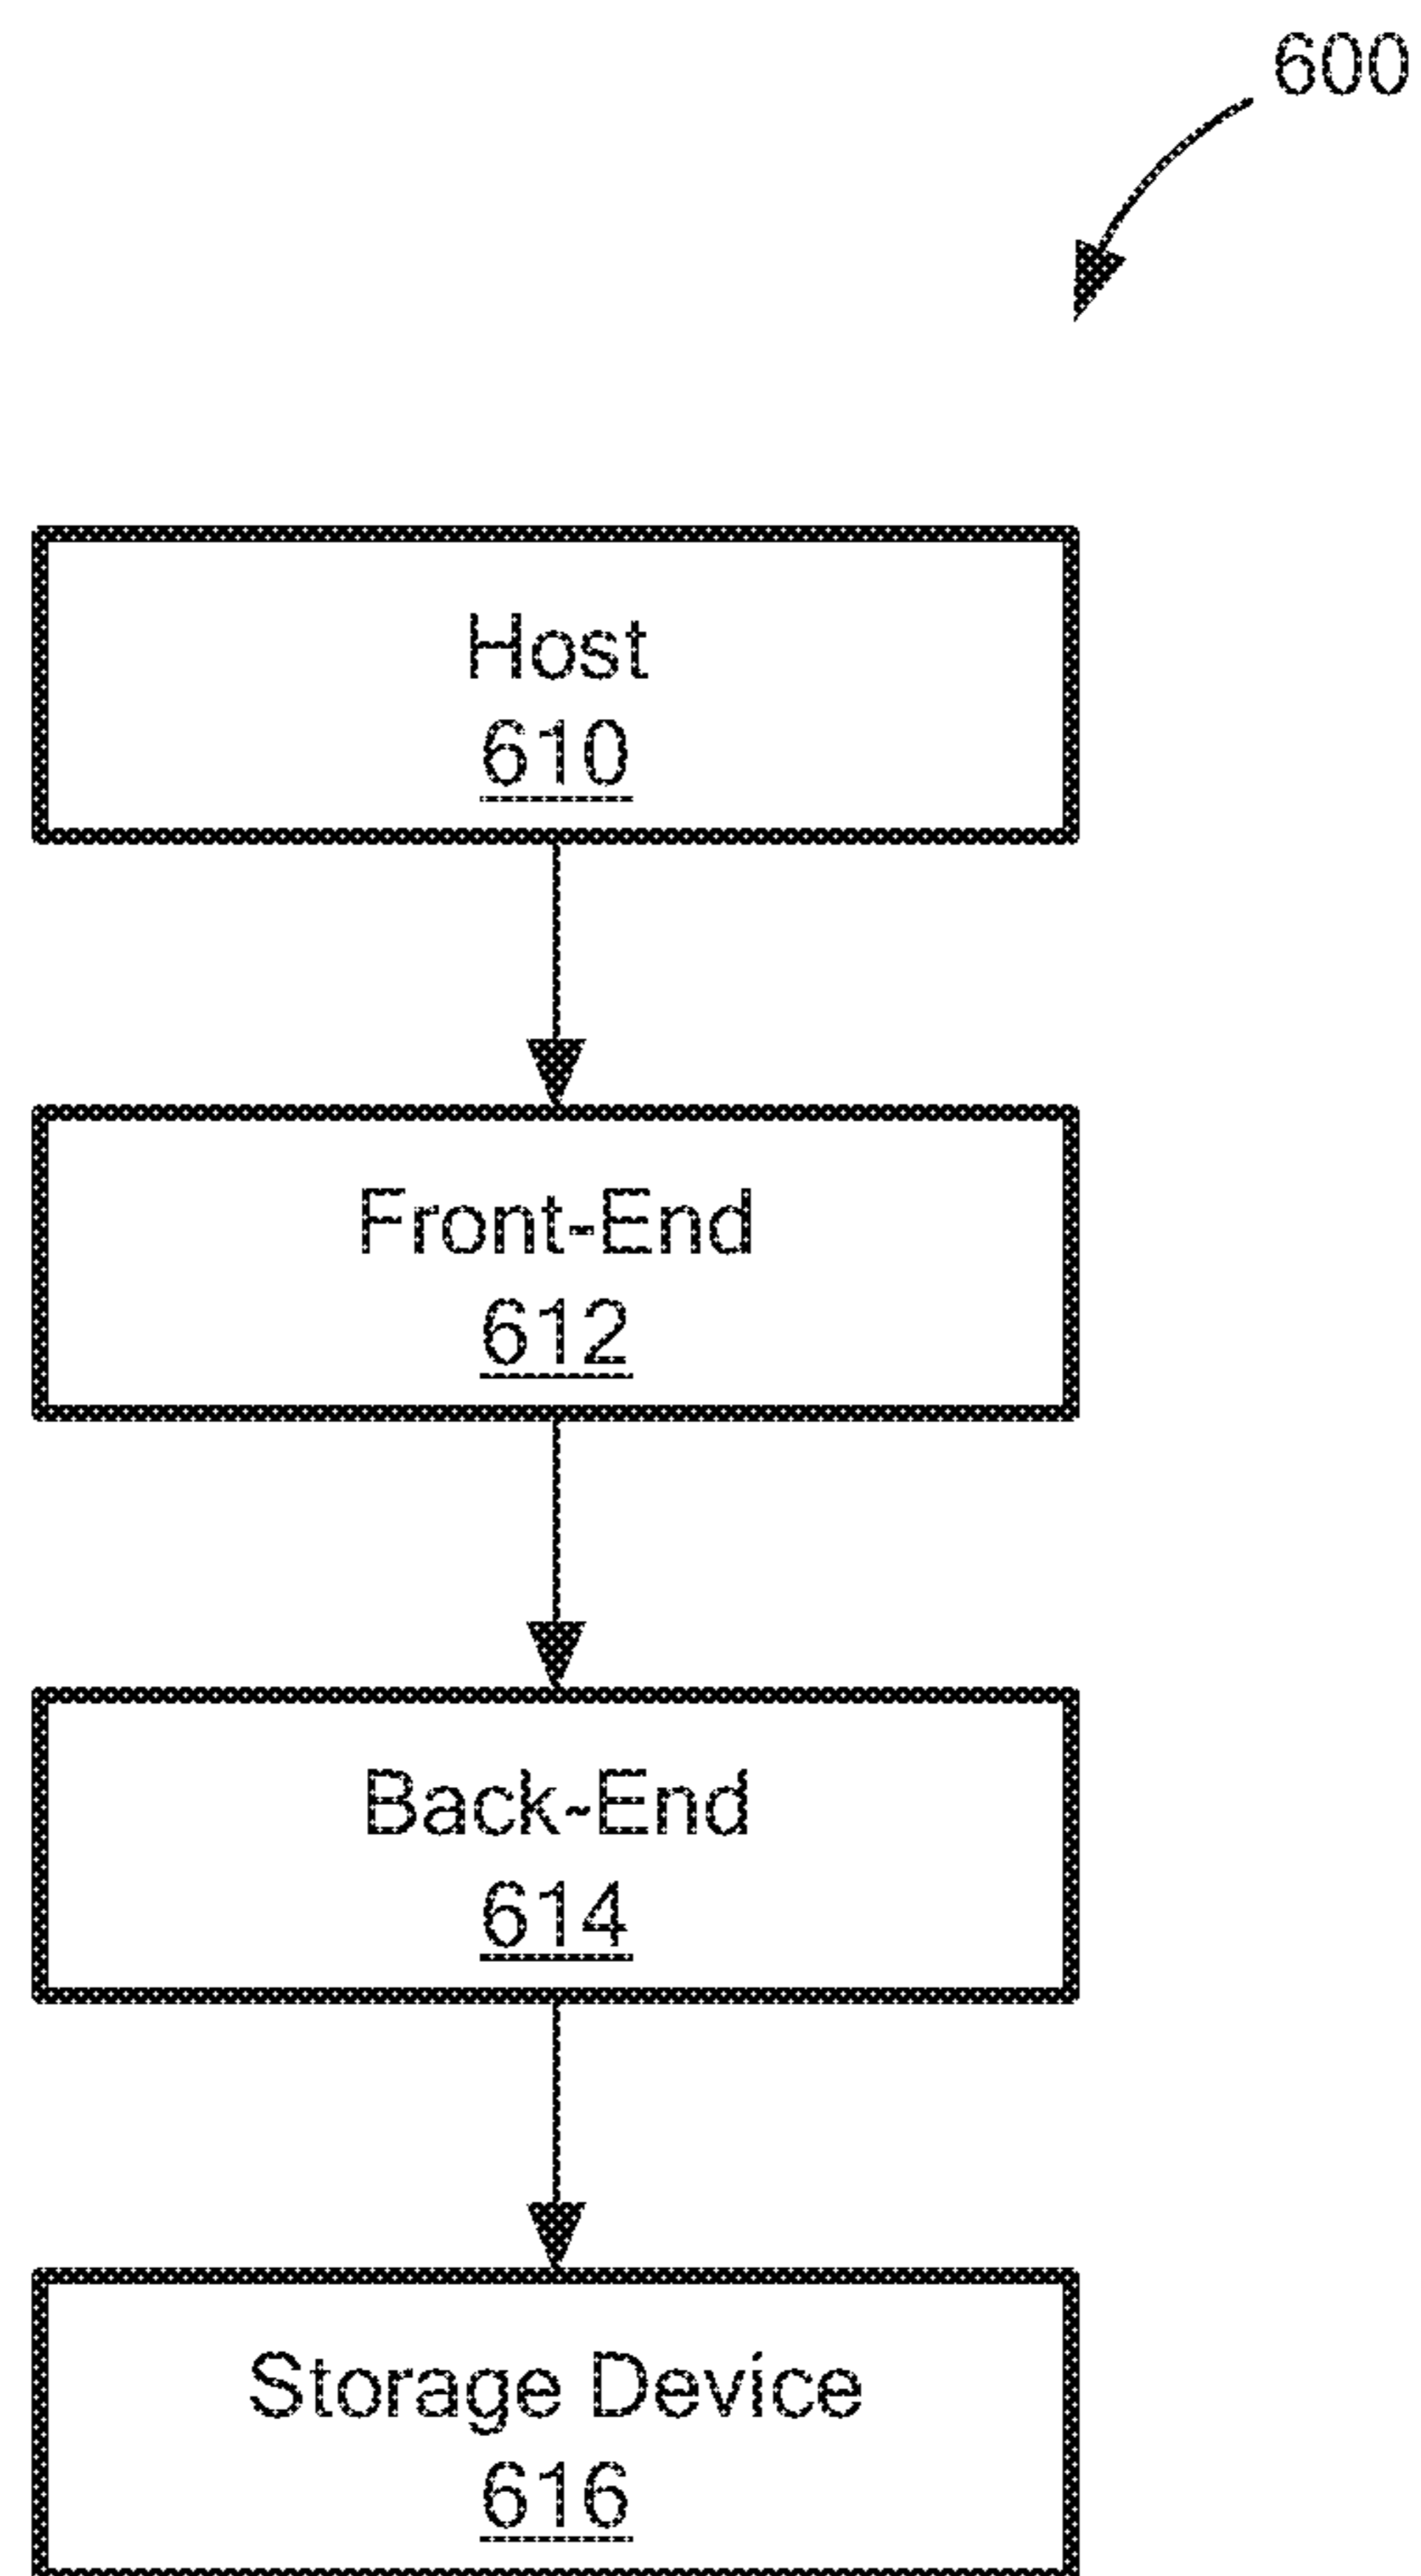 600
Host
610
Front-End
612
Back-End
614
Storage Device
616